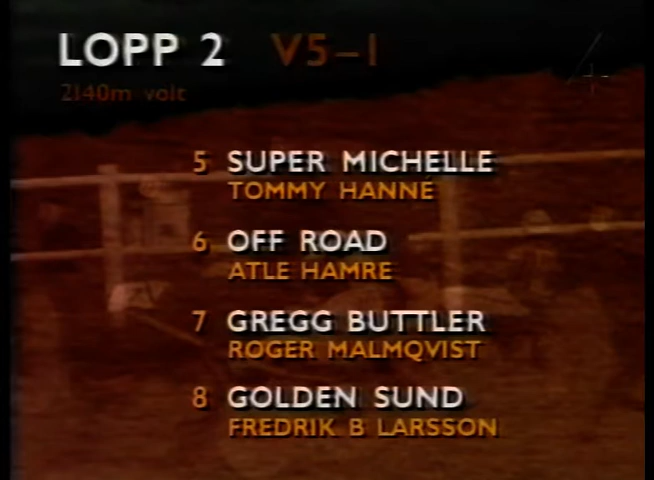 LOPP 2 V5-1
2140m volt
5 SUPER MICHELLE
TOMMY HANNÉ
6 OFF ROAD
ATLE HAMRE
7 GREGG BUTTLER
ROGER MALMQVIST
8 GOLDEN SUND
FREDRIK B LARSSON
4